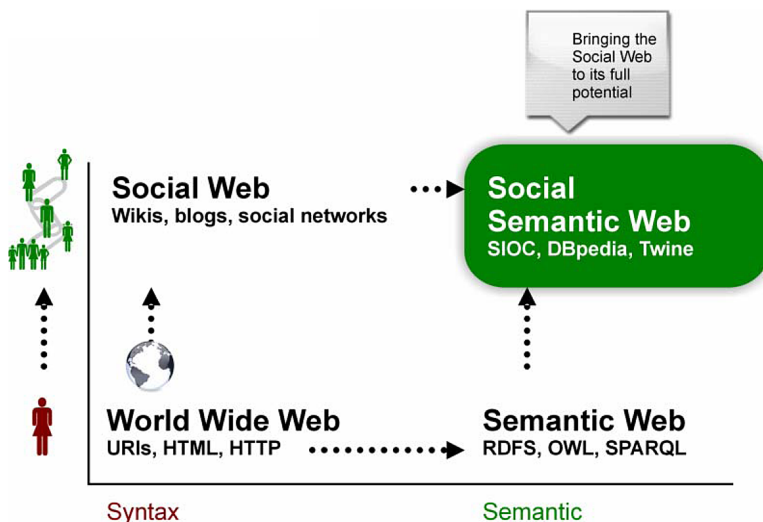 Bringing the
Social Web
to its full
potential
Social Web
Wikis, blogs, social networks
Social
Semantic Web
SIOC, DBpedia, Twine
World Wide Web
URIs, HTML, HTTP
Semantic Web
RDFS, OWL, SPARQL
Syntax
Semantic